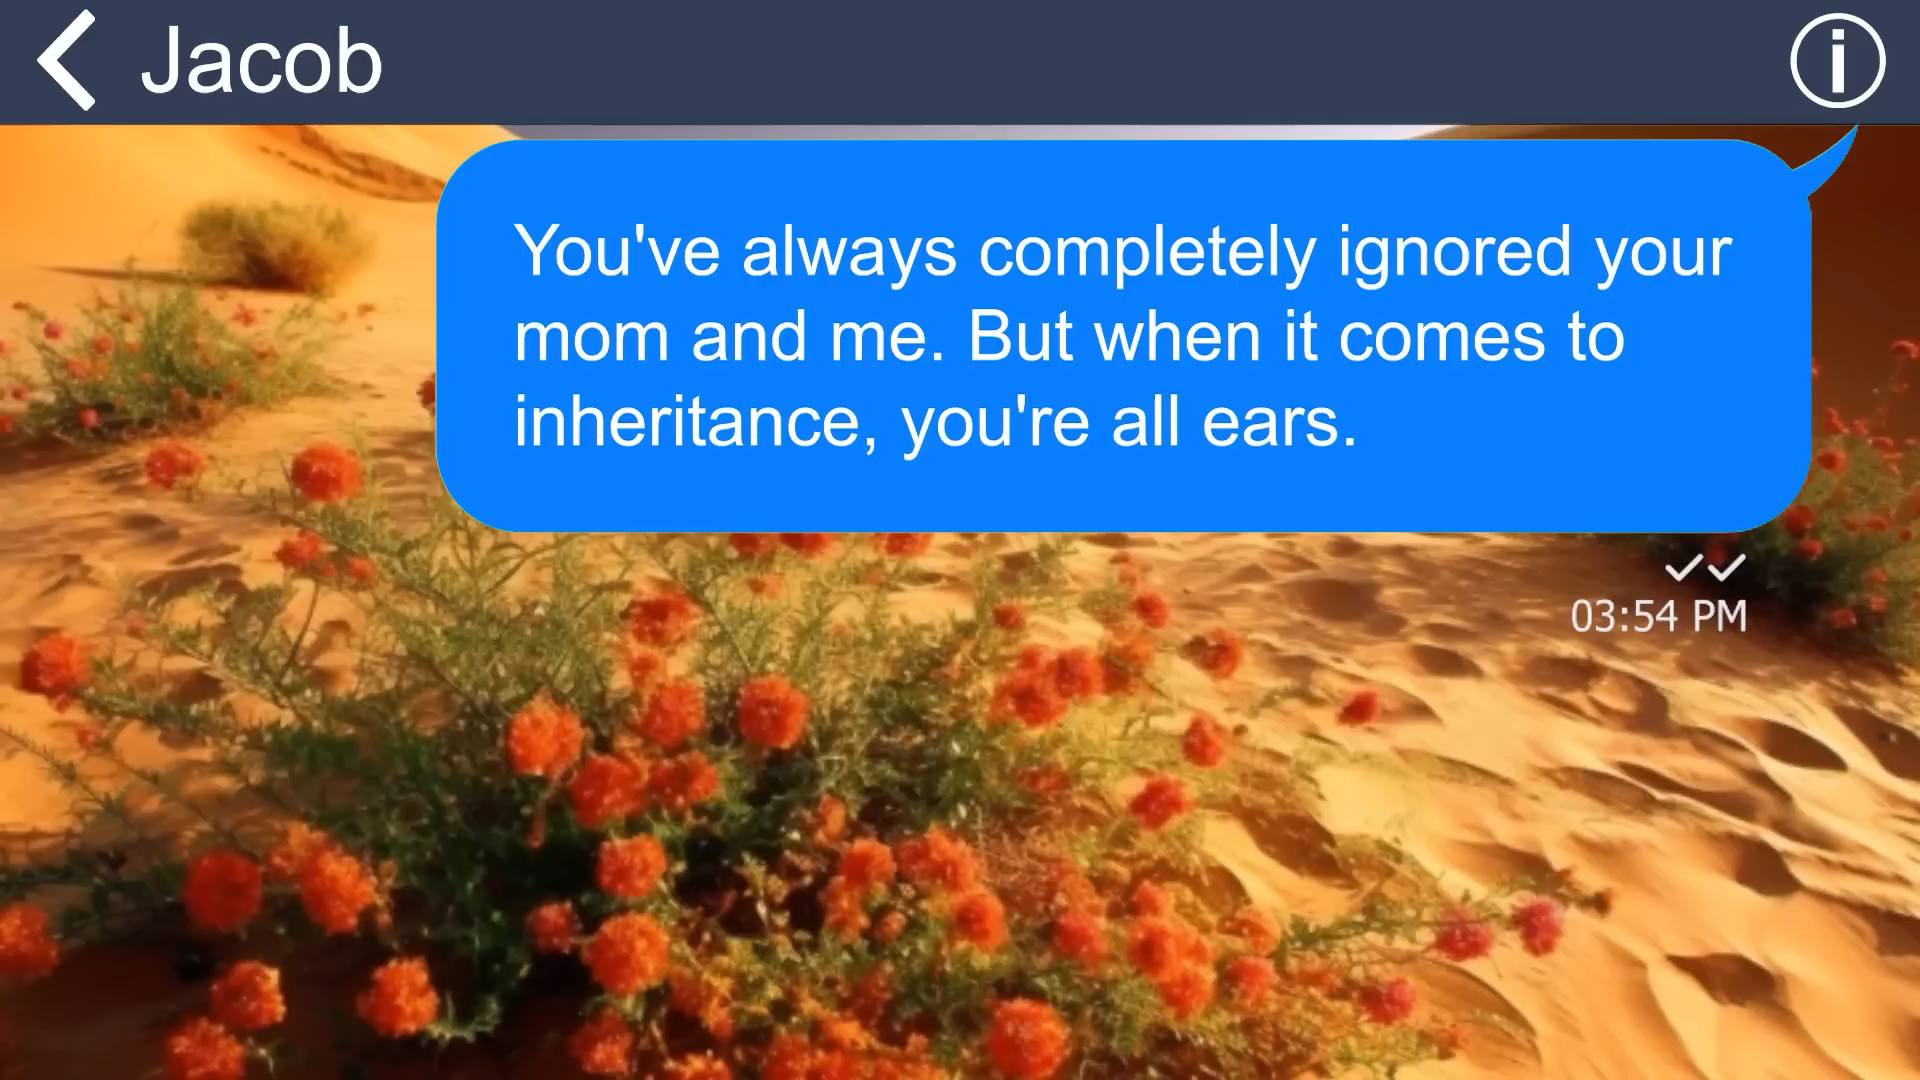 Jacob
You've always completely ignored your
mom and me. But when it comes to
inheritance, you're all ears.
03:54 PM